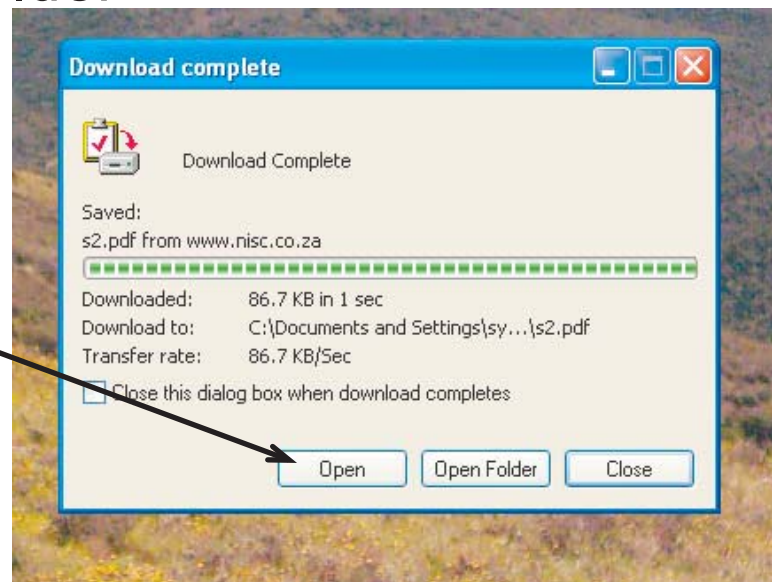 Download complete
Download Complete
Saved:
s2.pdf from www.nisc.co.za
Downloaded: 86.7 KB in 1 sec
Download to: C:\Documents and Settings\sy...\s2.pdf
Transfer rate: 86.7 KB/Sec
Close this dialog box when download completes
Open Open Folder Close